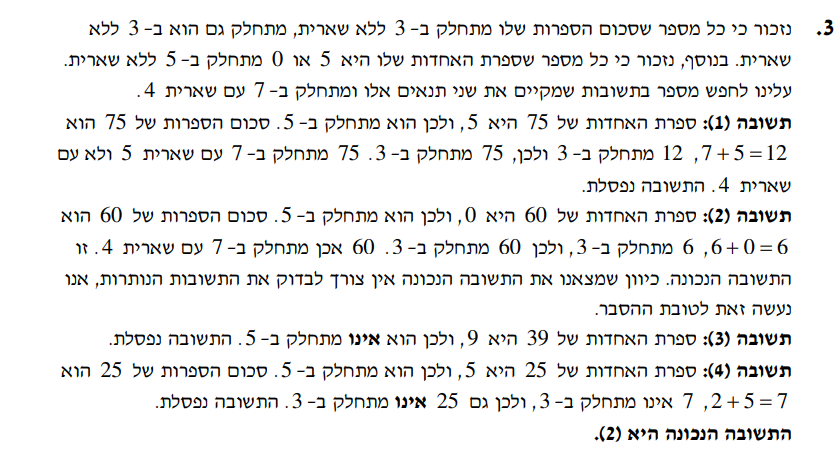 3. נזכור כי כל מספר שסכום הספרות שלו מתחלק ב- 3 ללא שארית, מתחלק גם הוא ב- 3 ללא
שארית. בנוסף, נזכור כי כל מספר שספרת האחדות שלו היא 5 או 0 מתחלק ב- 5 ללא שארית.
עלינו לחפש מספר בתשובות שמקיים את שני תנאים אלו ומתחלק ב- 7 עם שארית 4.
תשובה (1): ספרת האחדות של 75 היא 5, ולכן הוא מתחלק ב- 5. סכום הספרות של 75 הוא
7+5=12, 12 מתחלק ב- 3 ולכן, 75 מתחלק ב- 3. 75 מתחלק ב- 7 עם שארית 5 ולא עם
שארית 4. התשובה נפסלת.
תשובה (2): ספרת האחדות של 60 היא 0, ולכן הוא מתחלק ב- 5. סכום הספרות של 60 הוא
6+0=6, 6 מתחלק ב- 3, ולכן 60 מתחלק ב- 3. 60 אכן מתחלק ב- 7 עם שארית 4. זו
התשובה הנכונה. כיוון שמצאנו את התשובה הנכונה אין צורך לבדוק את התשובות הנותרות, אנו
נעשה זאת לטובת ההסבר.
תשובה (3): ספרת האחדות של 39 היא 9, ולכן הוא אינו מתחלק ב- 5. התשובה נפסלת.
תשובה (4): ספרת האחדות של 25 היא 5, ולכן הוא מתחלק ב- 5. סכום הספרות של 25 הוא
2+5=7, 7 אינו מתחלק ב- 3, ולכן גם 25 אינו מתחלק ב- 3. התשובה נפסלת.
התשובה הנכונה היא (2).